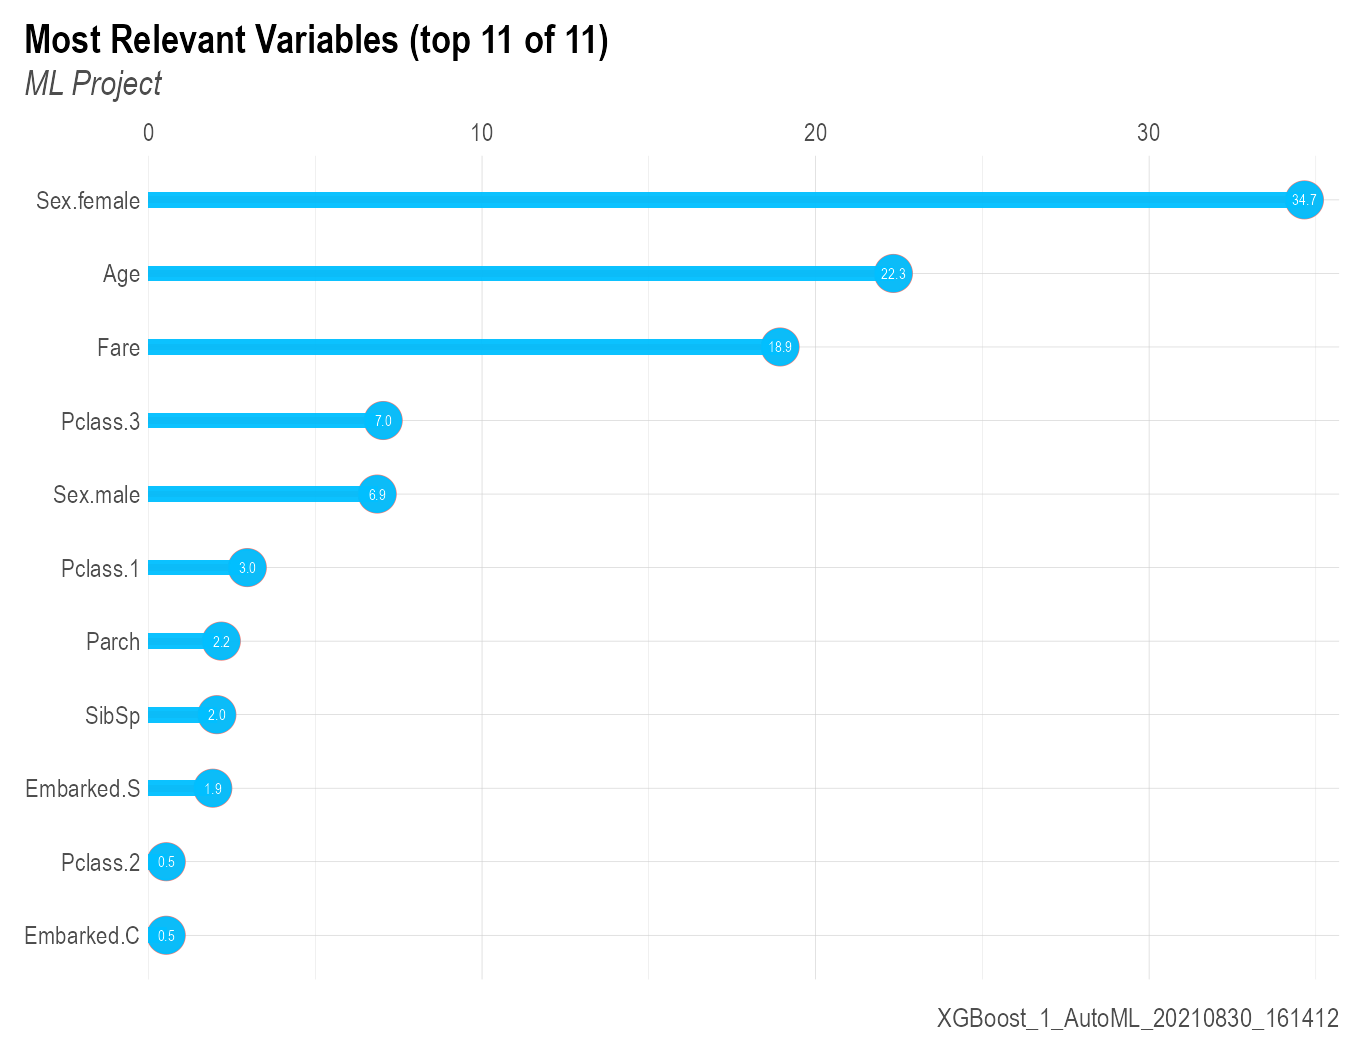 Most Relevant Variables (top 11 of 11)
ML Project
0 10 20 30
Sex.female 34.7
Age 22.3
Fare 18.9
Pclass.3 7.0
Sex.male 6.9
Pclass.1 3.0
Parch 2.2
SibSp 2.0
Embarked.S 1.9
Pclass.2 0.5
Embarked.C 0.5
XGBoost_1_AutoML_20210830_161412